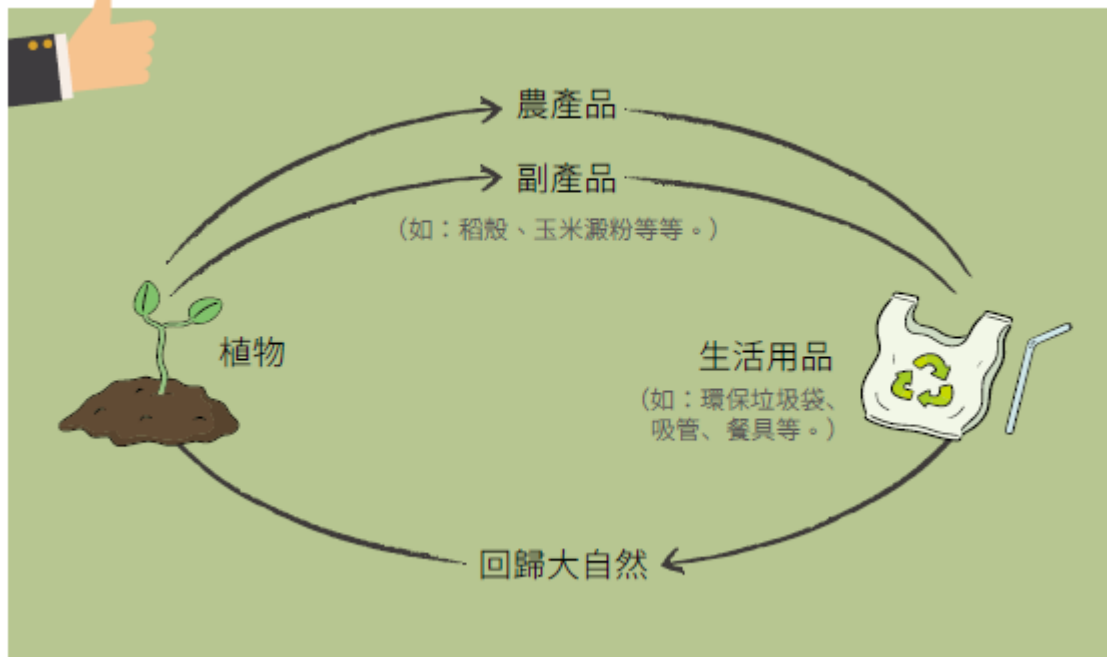 農產品
副產品
（如：稻殼、玉米澱粉等等。）
植物
生活用品
（如：環保垃圾袋、
吸管、餐具等。）
回歸大自然